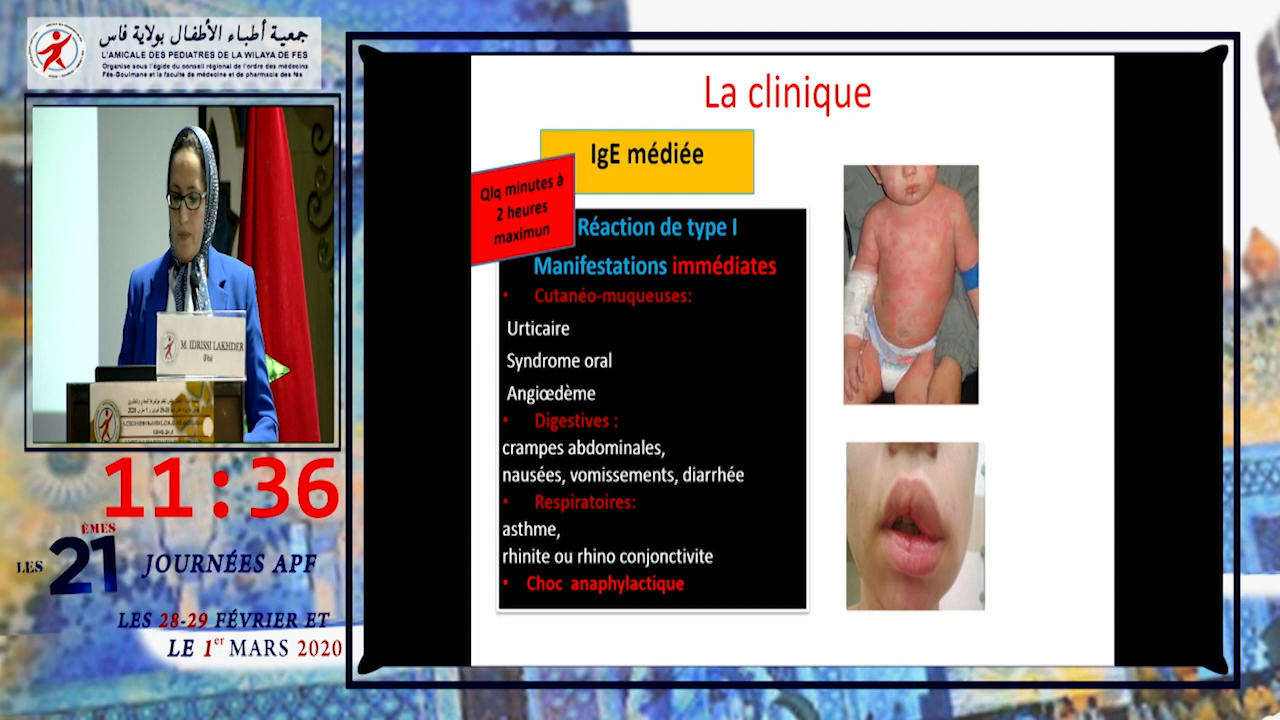 جمعية أطباء الأطفال بولاية فاس
L'AMICALE DES PEDIATRES DE LA WILAYA DE FES
Organise sous l'égide du conseil régional de l'ordre des médecins
Fés-Boulmane et la faculté de médecine et de pharmacie des fés
M. IDRISSI LAKHDER
(Fès)
11:36
LES 21 ÈMES
JOURNÉES APF
LES 28-29 FÉVRIER ET
LE 1er MARS 2020
La clinique
IgE médiée
Qlq minutes à
2 heures
maximun
Réaction de type I
Manifestations immédiates
• Cutanéo-muqueuses:
Urticaire
Syndrome oral
Angiœdème
• Digestives :
crampes abdominales,
nausées, vomissements, diarrhée
• Respiratoires:
asthme,
rhinite ou rhino conjonctivite
• Choc anaphylactique